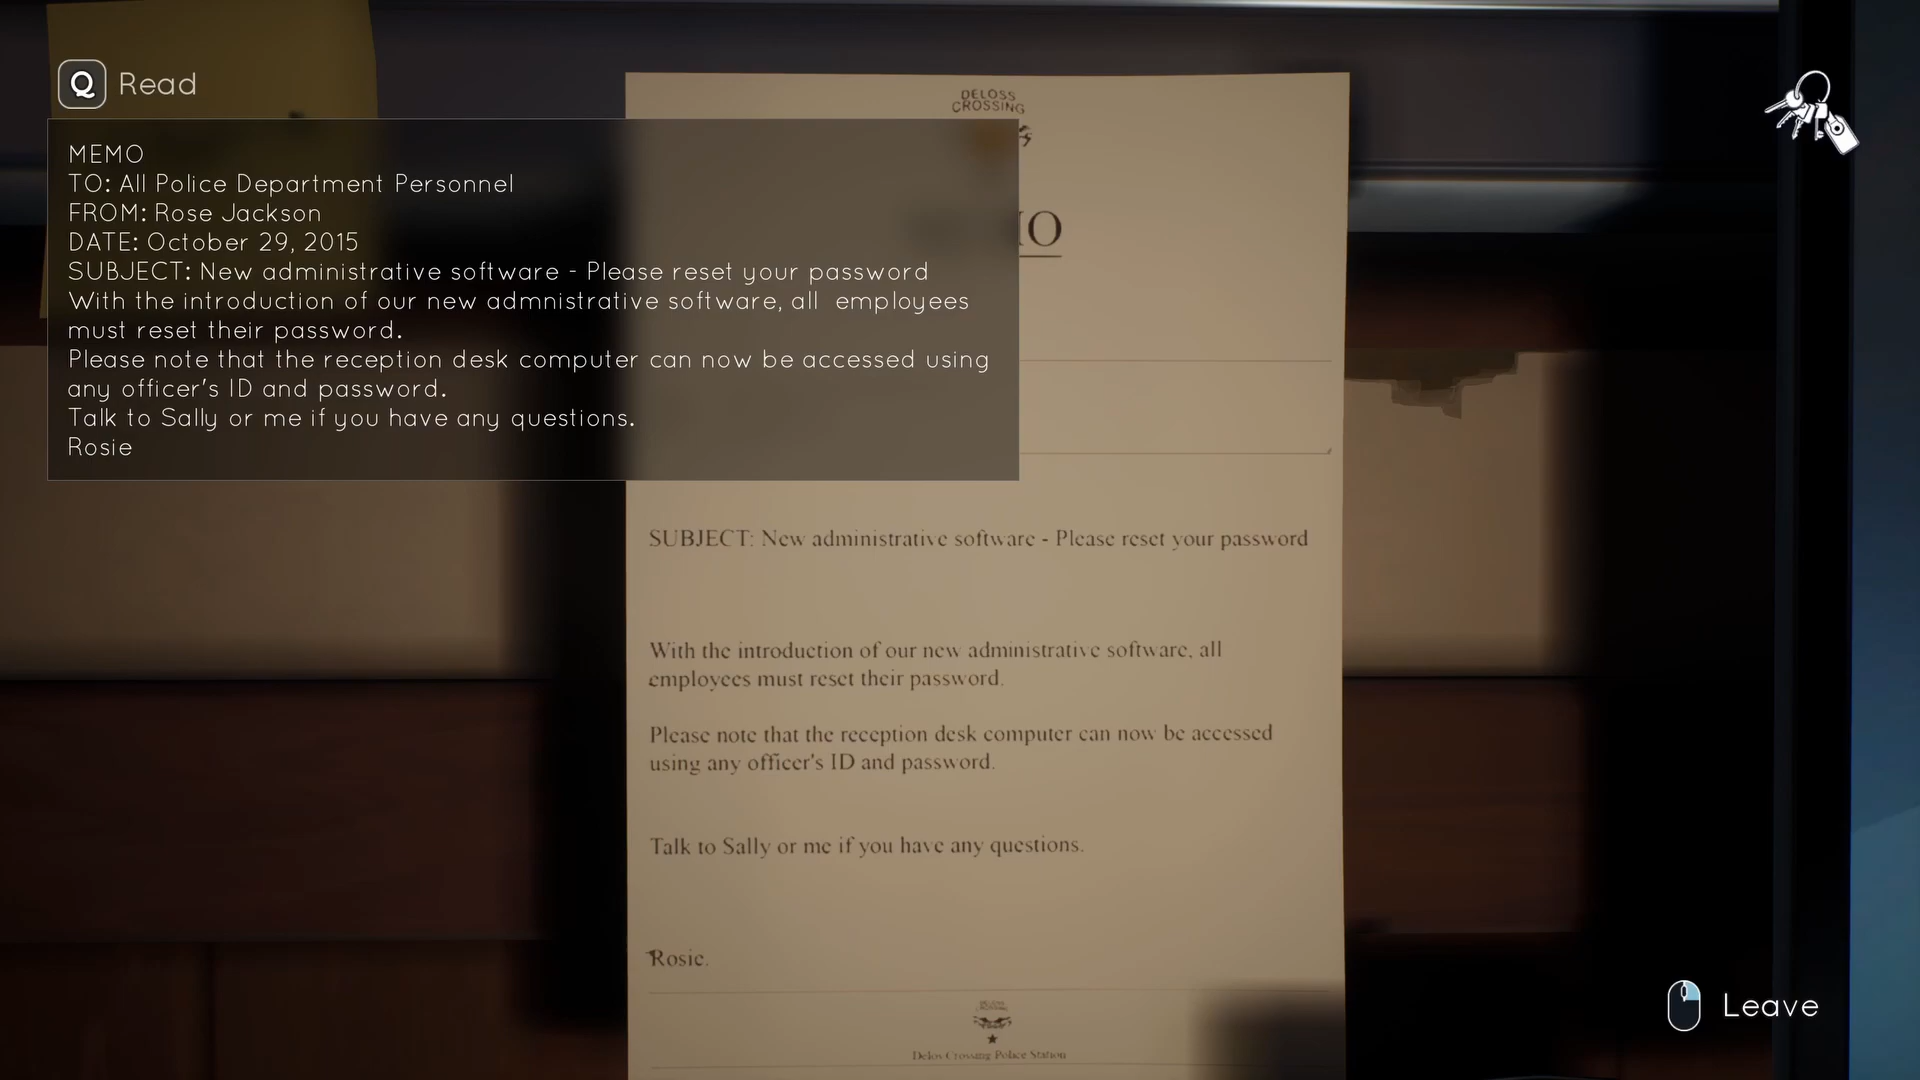 Q Read
MEMO
TO: All Police Department Personnel
FROM: Rose Jackson
DATE: October 29, 2015
SUBJECT: New administrative software - Please reset your password
With the introduction of our new admnistrative software, all  employees
must reset their password.
Please note that the reception desk computer can now be accessed using
any officer's ID and password.
Talk to Sally or me if you have any questions.
Rosie
DELOSS
CROSSING
SUBJECT: New administrative software - Please reset your password
With the introduction of our new administrative software, all
employees must reset their password.
Please note that the reception desk computer can now be accessed
using any officer's ID and password.
Talk to Sally or me if you have any questions.
Rosie.
DELOSS
CROSSING
Delos Crossing Police Station
Leave